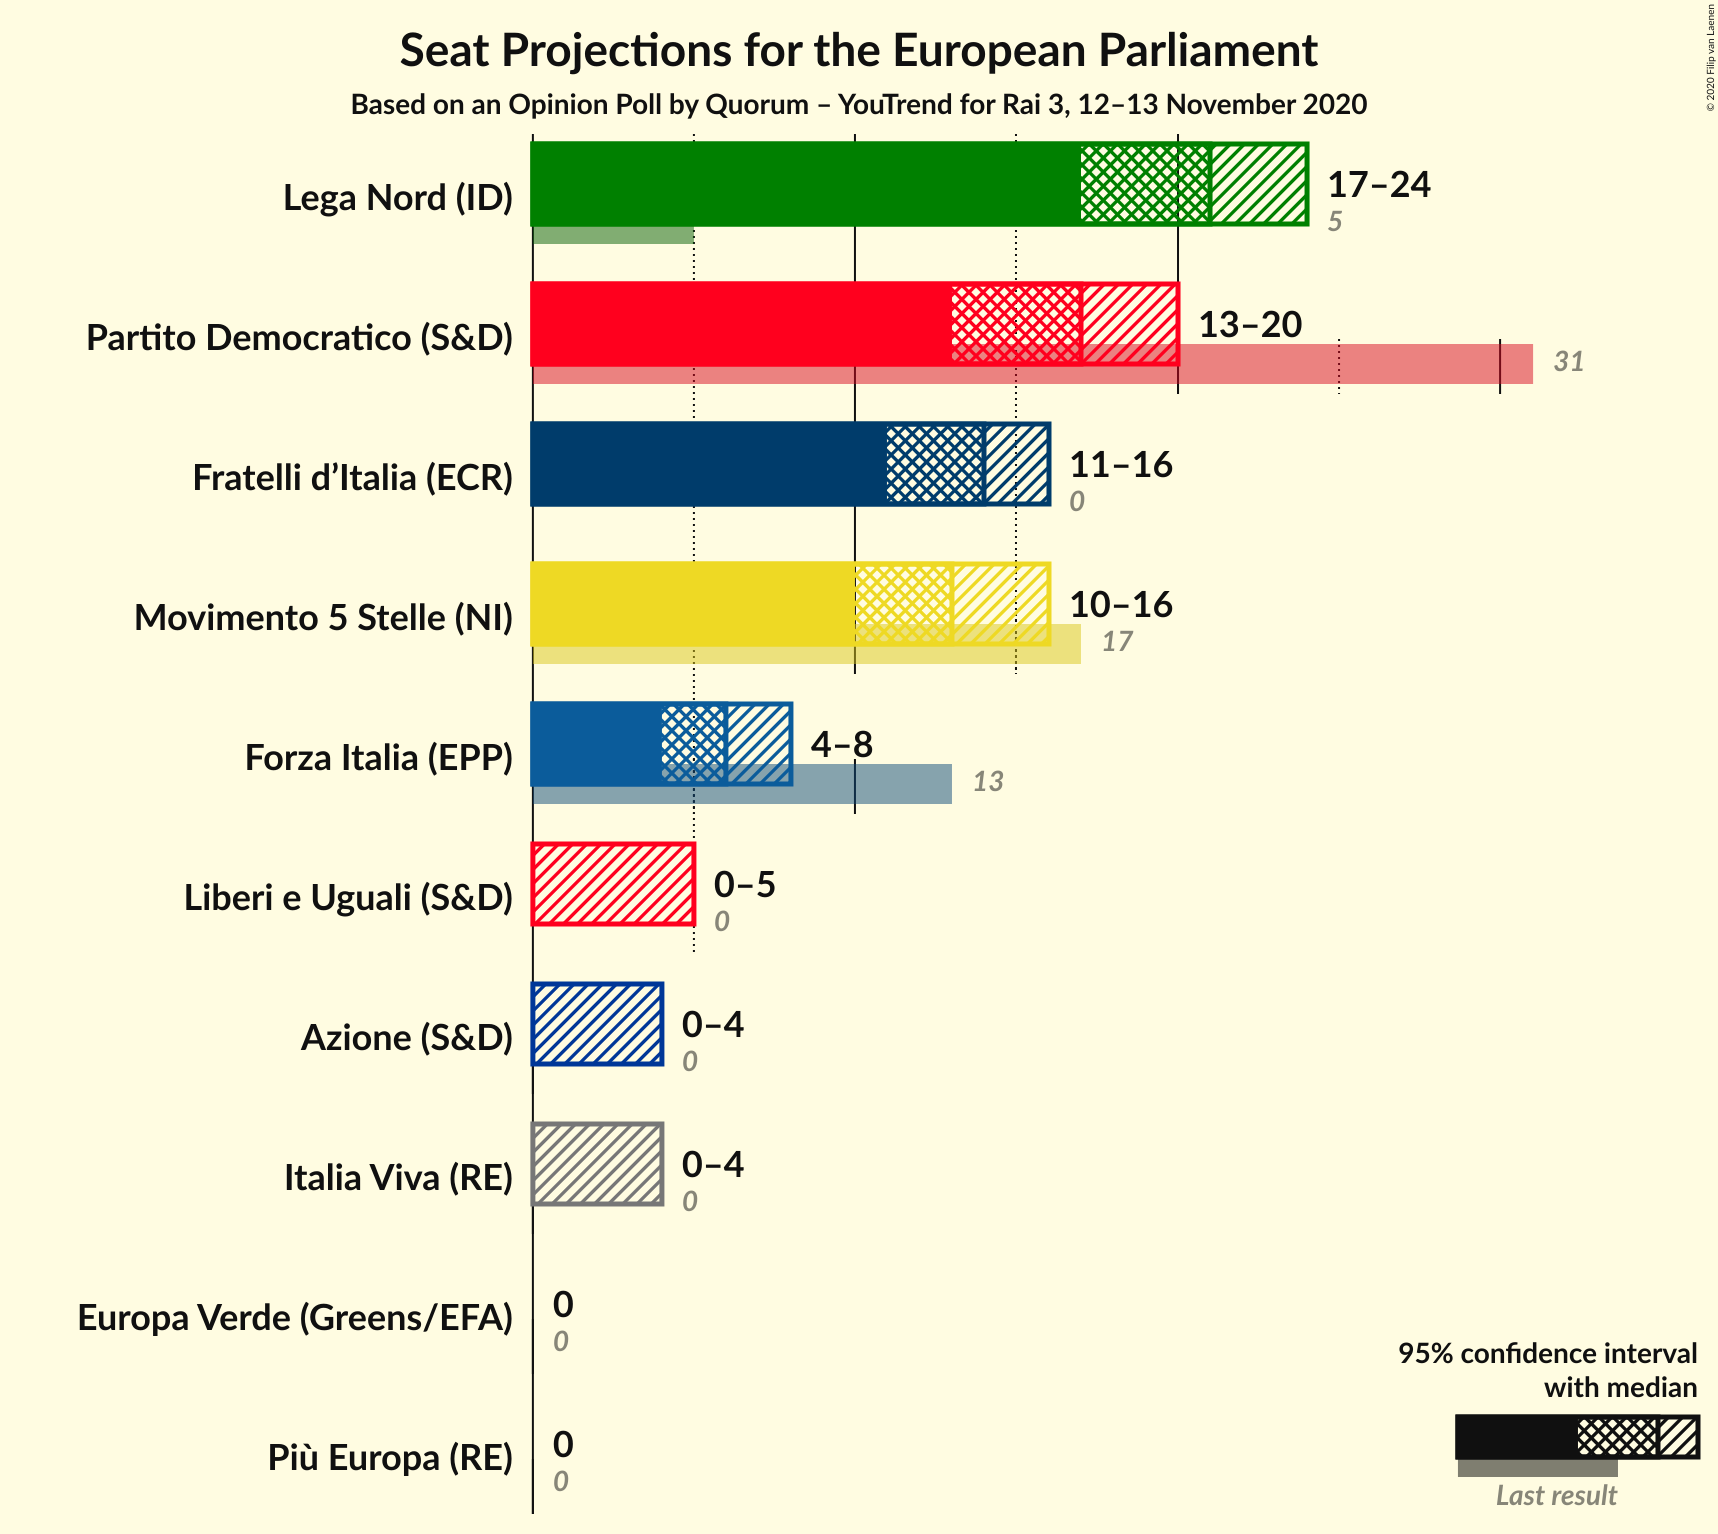 Seat Projections for the European Parliament
Based on an Opinion Poll by Quorum – YouTrend for Rai 3, 12–13 November 2020
© 2020 Filip van Laenen
Lega Nord (ID)
17–24
5
Partito Democratico (S&D)
13–20
31
Fratelli d’Italia (ECR)
11–16
0
Movimento 5 Stelle (NI)
10–16
17
Forza Italia (EPP)
4–8
13
Liberi e Uguali (S&D)
0–5
0
Azione (S&D)
0–4
0
Italia Viva (RE)
0–4
0
Europa Verde (Greens/EFA)
0
0
Più Europa (RE)
0
0
95% confidence interval
with median
Last result